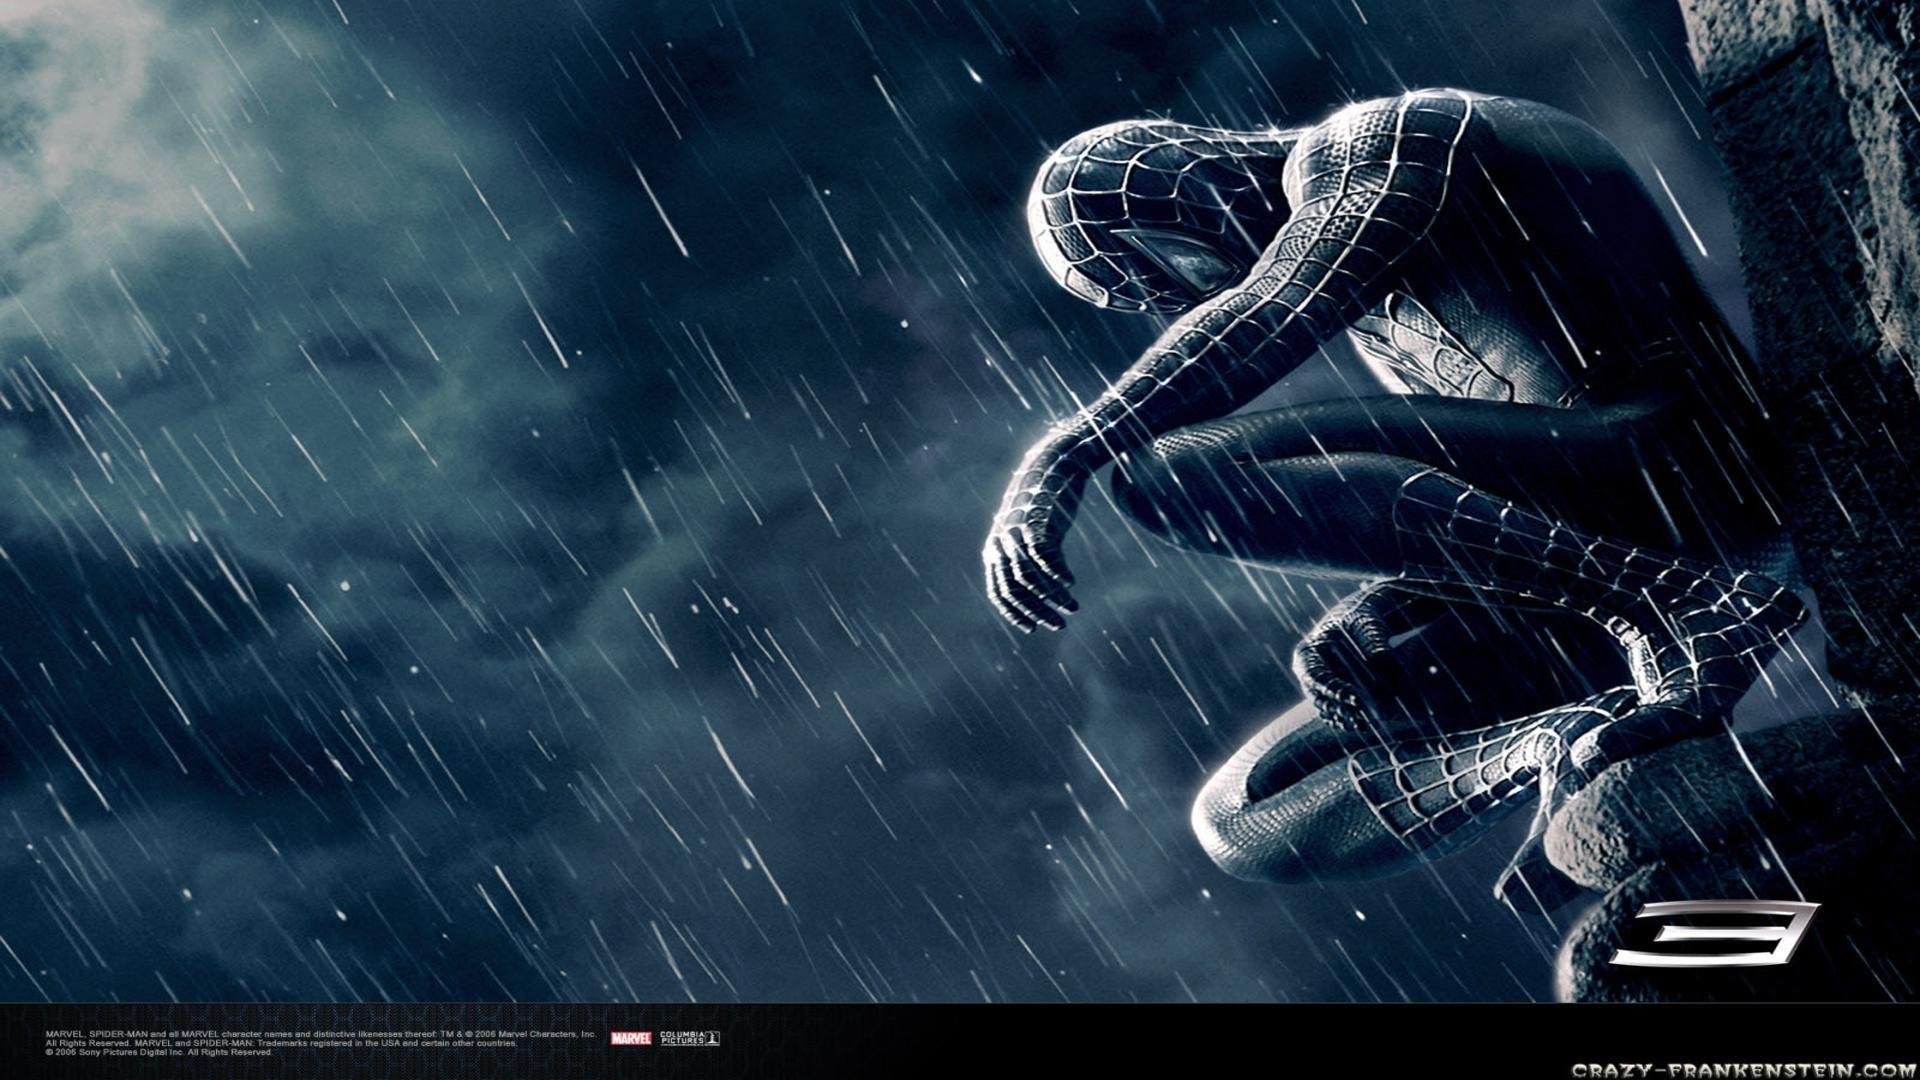 3
MARVEL, SPIDER-MAN and all MARVEL character names and distinctive likenesses thereof: TM & © 2006 Marvel Characters, Inc.
All Rights Reserved. MARVEL and SPIDER-MAN: Trademarks registered in the USA and certain other countries.
© 2006 Sony Pictures Digital Inc. All Rights Reserved.
MARVEL
COLUMBIA
PICTURES
CRAZY-FRANKENSTEIN.COM